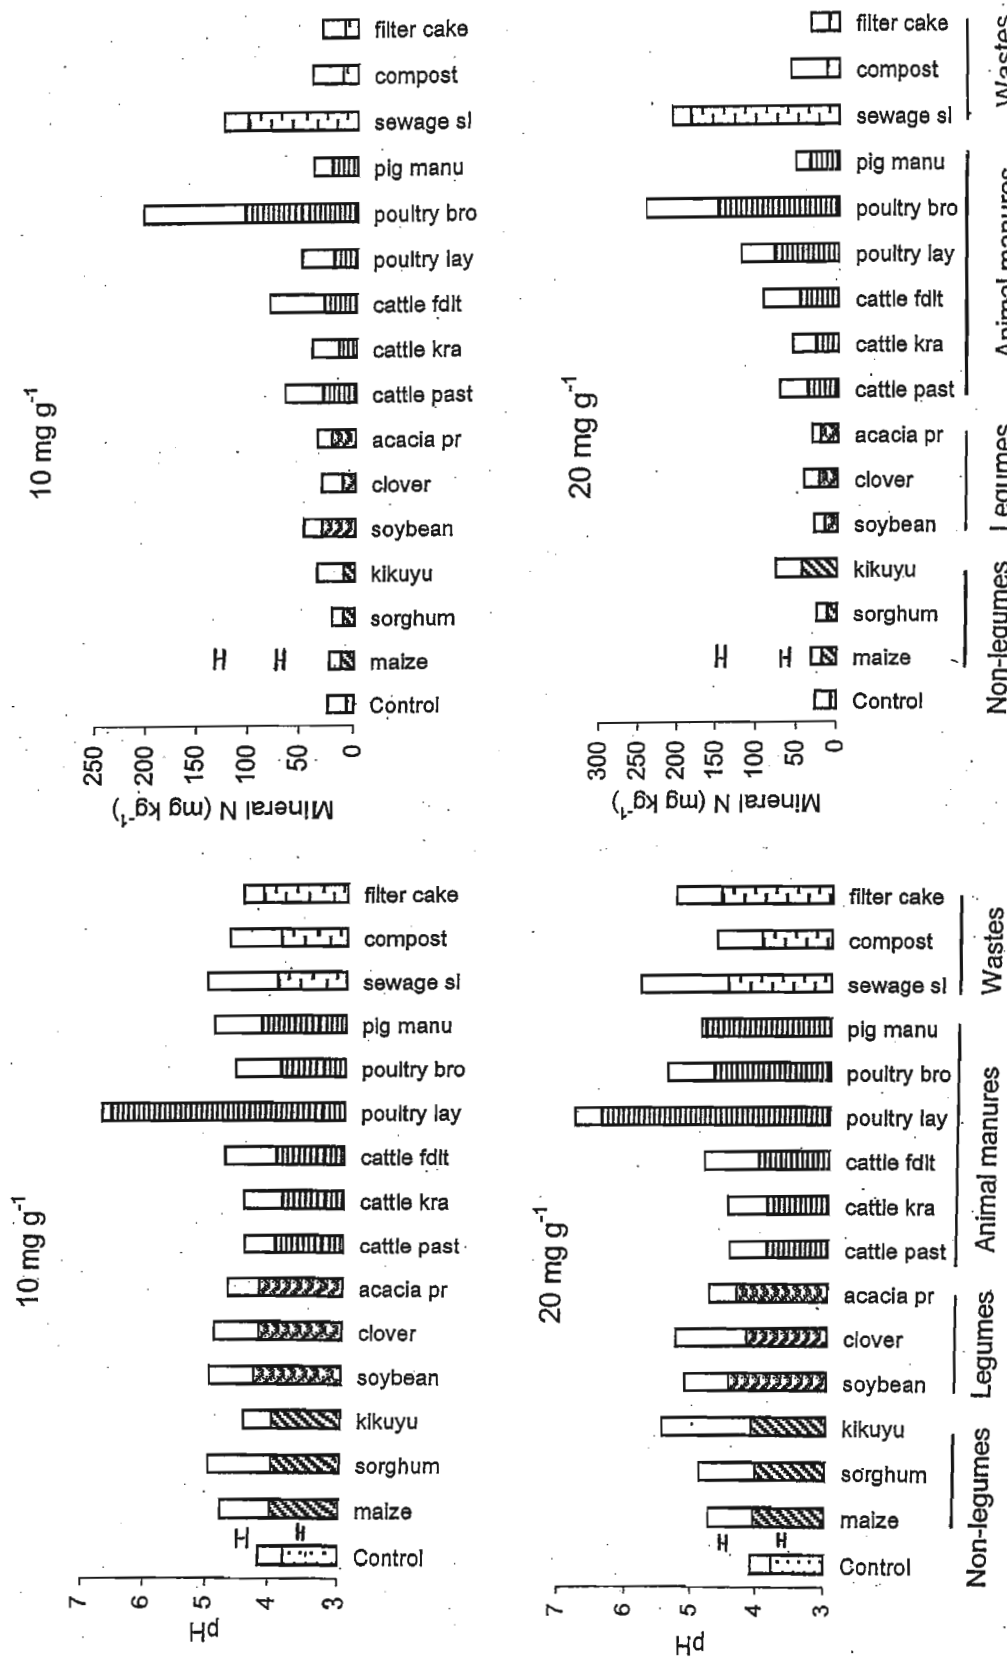 10 mg g⁻¹
pH
7
6
5
4
3
Control
maize
sorghum
kikuyu
soybean
clover
acacia pr
cattle past
cattle kra
cattle fdlt
poultry lay
poultry bro
pig manu
sewage sl
compost
filter cake
10 mg g⁻¹
Mineral N (mg kg⁻¹)
250
200
150
100
50
0
Control
maize
sorghum
kikuyu
soybean
clover
acacia pr
cattle past
cattle kra
cattle fdlt
poultry lay
poultry bro
pig manu
sewage sl
compost
filter cake
20 mg g⁻¹
pH
7
6
5
4
3
Control
maize
sorghum
kikuyu
soybean
clover
acacia pr
cattle past
cattle kra
cattle fdlt
poultry lay
poultry bro
pig manu
sewage sl
compost
filter cake
Non-legumes
Legumes
Animal manures
Wastes
20 mg g⁻¹
Mineral N (mg kg⁻¹)
300
250
200
150
100
50
0
Control
maize
sorghum
kikuyu
soybean
clover
acacia pr
cattle past
cattle kra
cattle fdlt
poultry lay
poultry bro
pig manu
sewage sl
compost
filter cake
Non-legumes
Legumes
Animal manures
Wastes